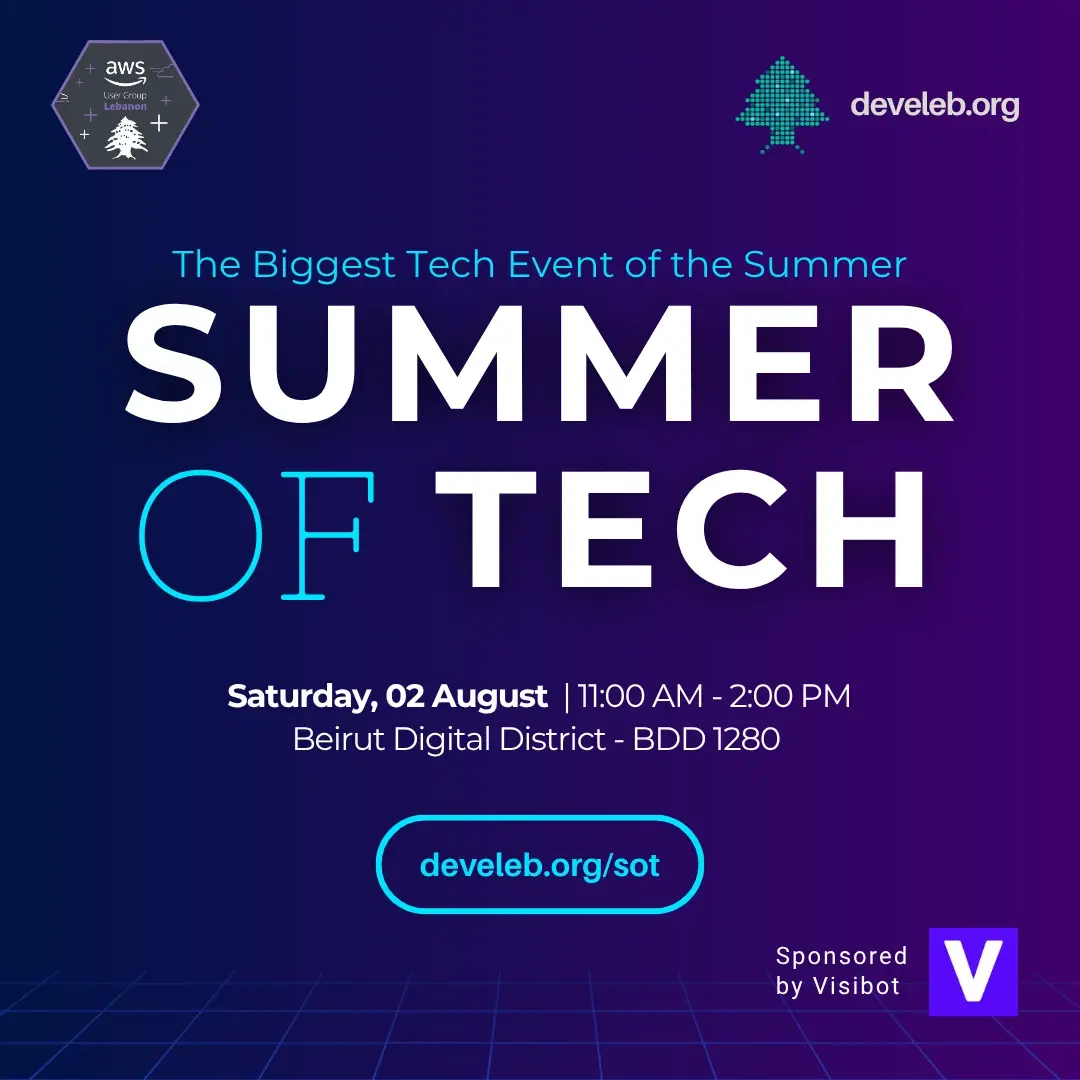 aws
User Group
Lebanon
develeb.org
The Biggest Tech Event of the Summer
SUMMER
OF TECH
Saturday, 02 August | 11:00 AM - 2:00 PM
Beirut Digital District - BDD 1280
develeb.org/sot
Sponsored
by Visibot
V